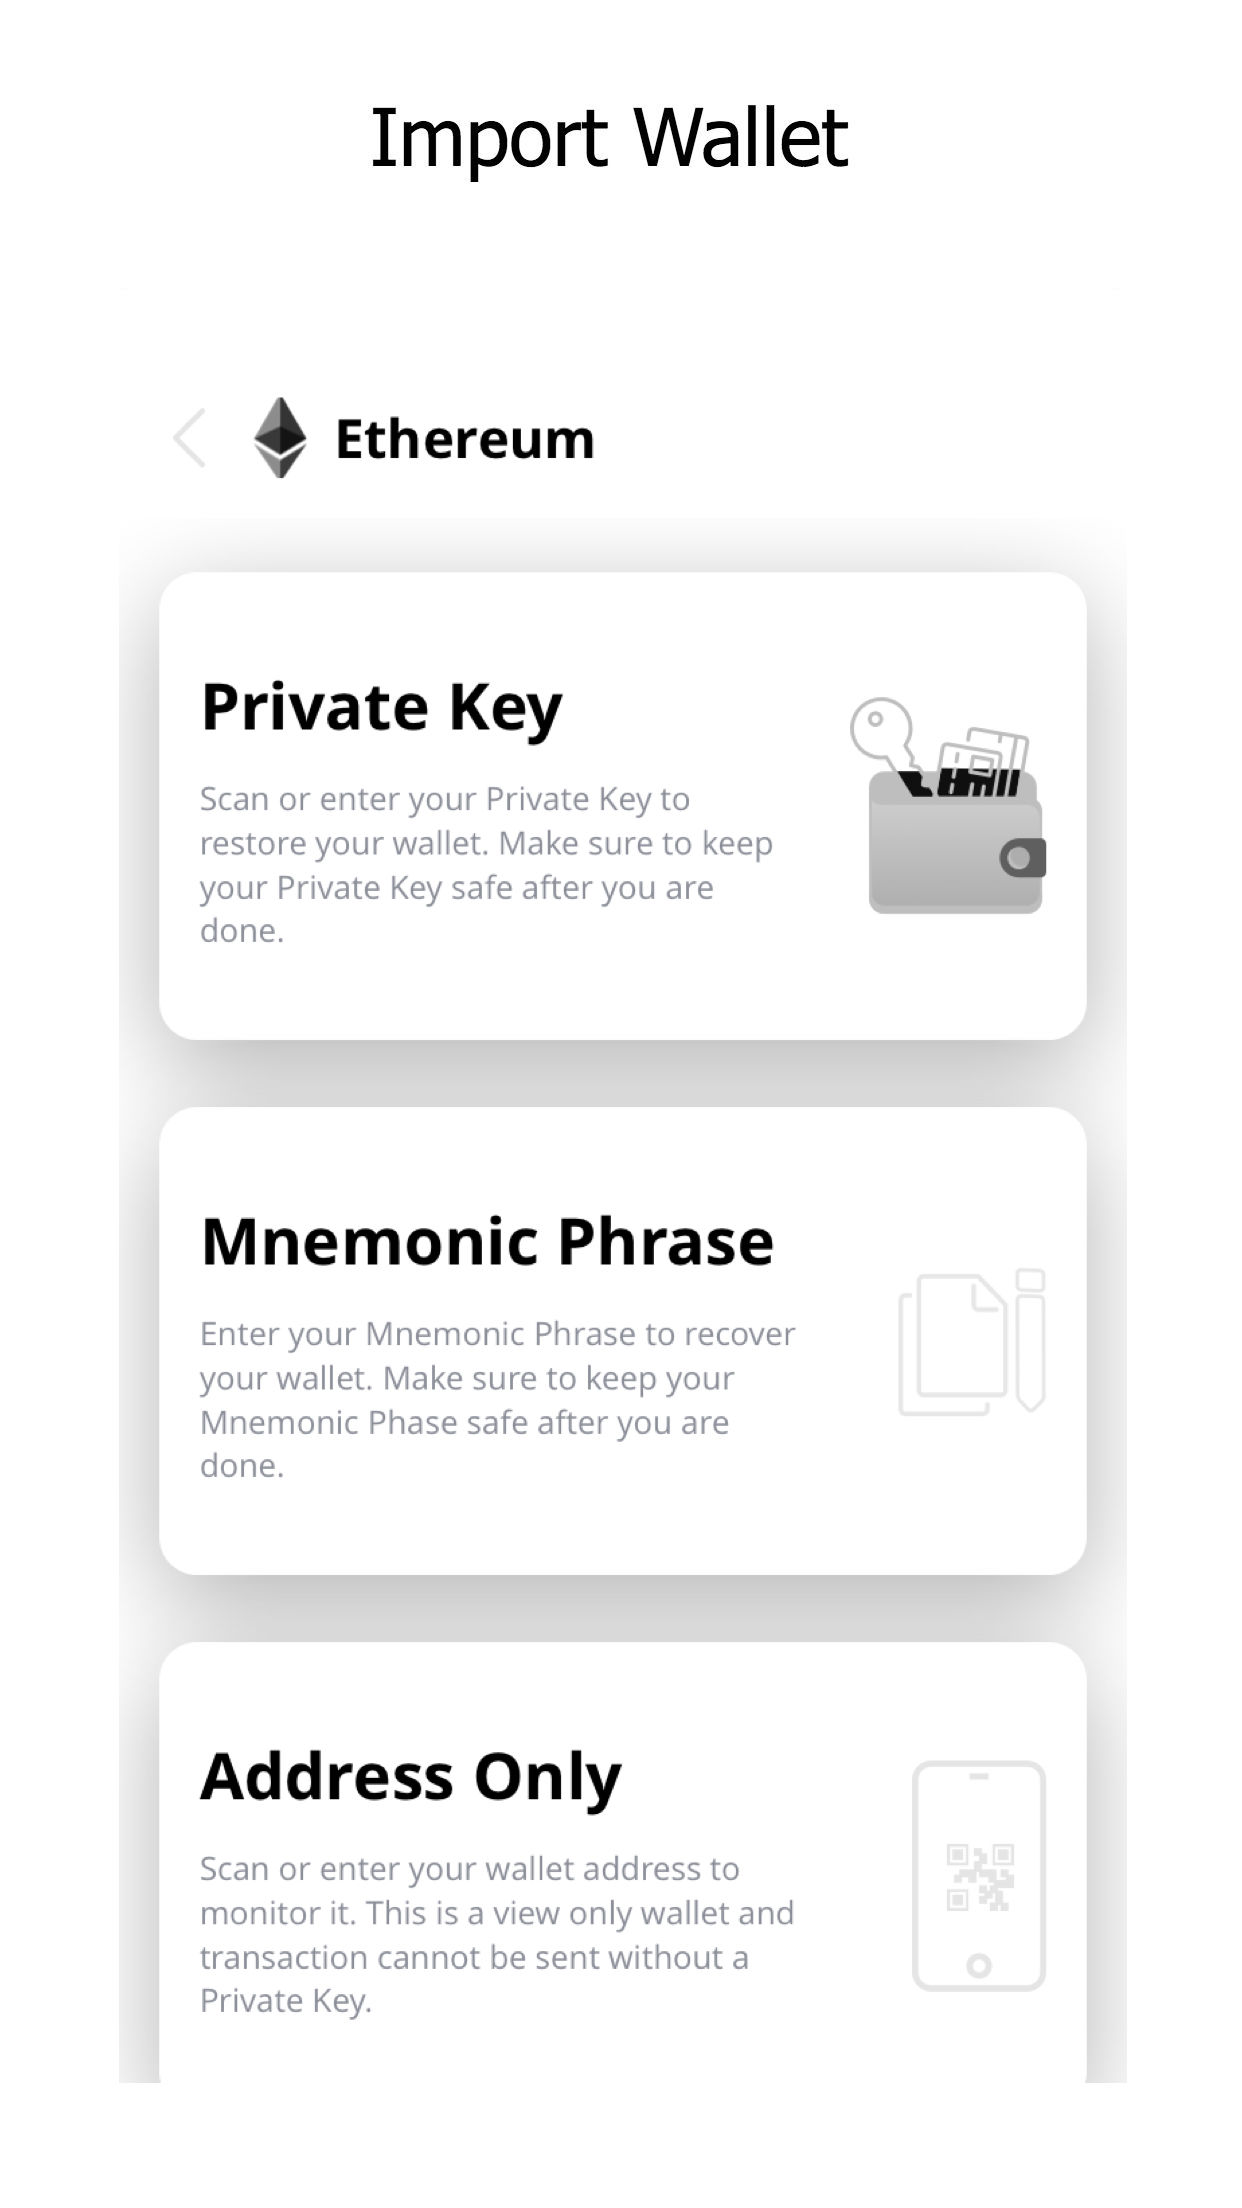 Import Wallet
Ethereum
Private Key
Scan or enter your Private Key to
restore your wallet. Make sure to keep
your Private Key safe after you are
done.
Mnemonic Phrase
Enter your Mnemonic Phrase to recover
your wallet. Make sure to keep your
Mnemonic Phase safe after you are
done.
Address Only
Scan or enter your wallet address to
monitor it. This is a view only wallet and
transaction cannot be sent without a
Private Key.